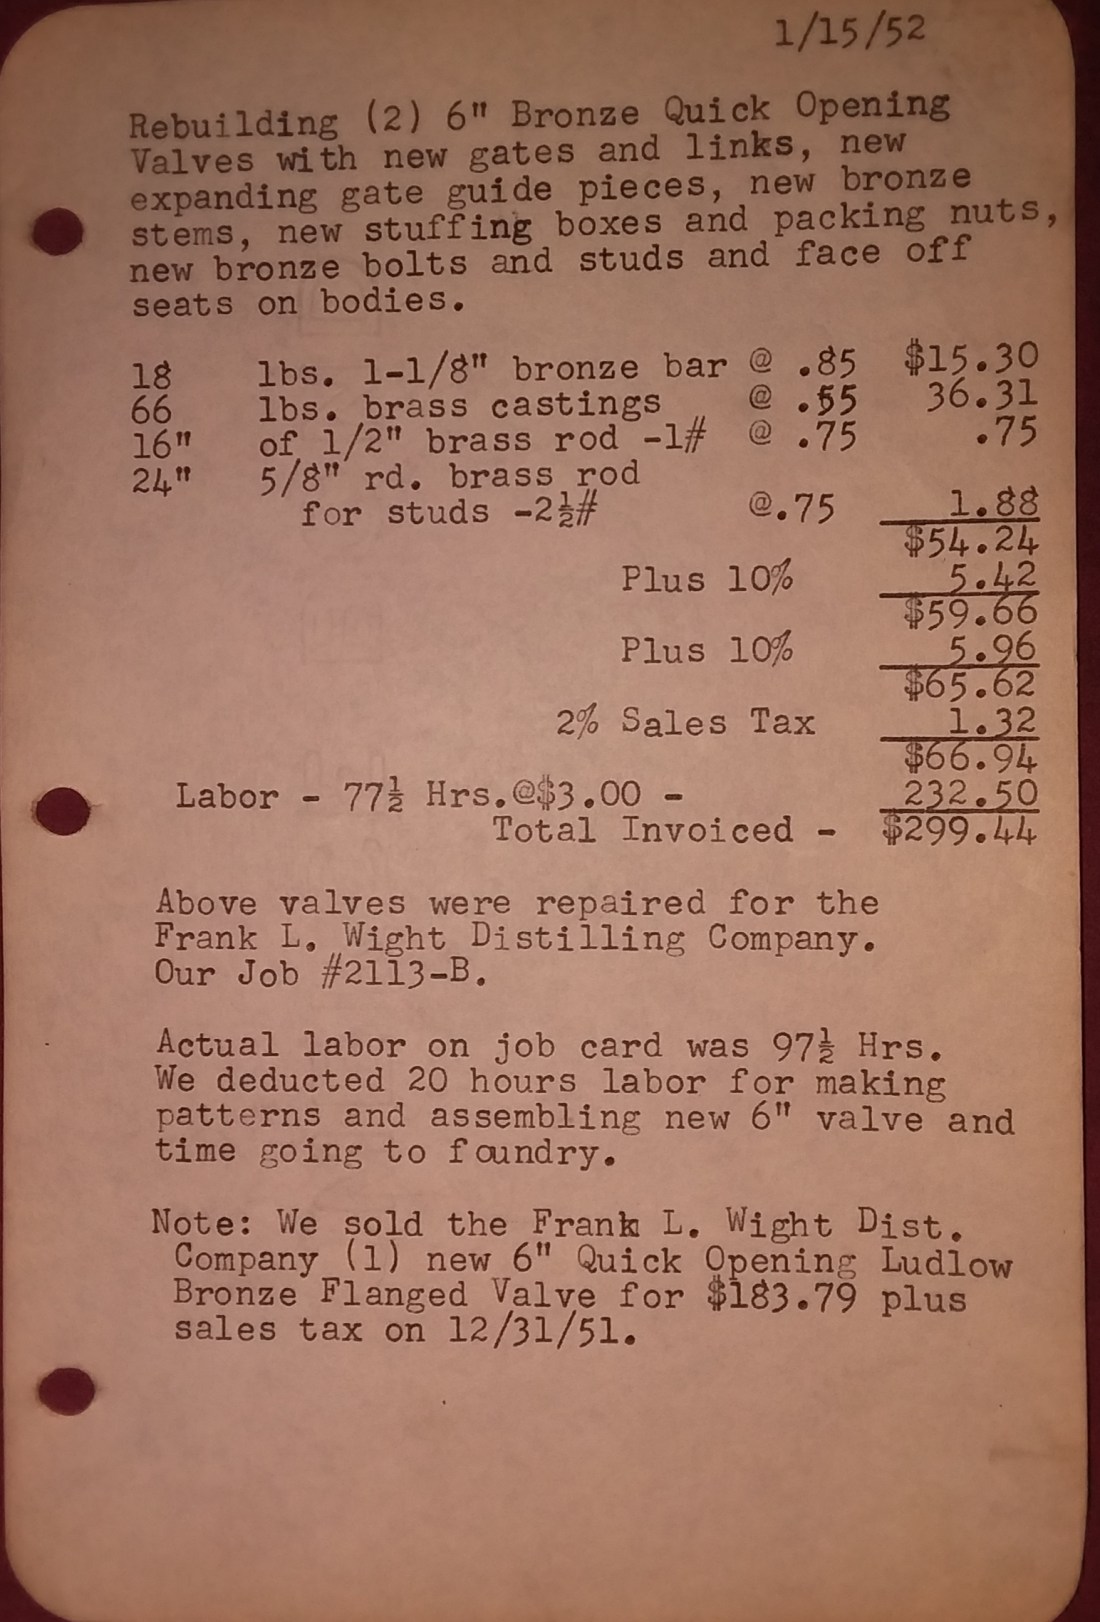 1/15/52
Rebuilding (2) 6" Bronze Quick Opening
Valves with new gates and links, new
expanding gate guide pieces, new bronze
stems, new stuffing boxes and packing nuts,
new bronze bolts and studs and face off
seats on bodies.
18 lbs. 1-1/8" bronze bar @ .85 $15.30
66 lbs. brass castings @ .55 36.31
16" of 1/2" brass rod -1# @ .75 .75
24" 5/8" rd. brass rod
for studs -2½# @.75 1.88
$54.24
Plus 10% 5.42
$59.66
Plus 10% 5.96
$65.62
2% Sales Tax 1.32
$66.94
Labor - 77½ Hrs.@$3.00 - 232.50
Total Invoiced - $299.44
Above valves were repaired for the
Frank L. Wight Distilling Company.
Our Job #2113-B.
Actual labor on job card was 97½ Hrs.
We deducted 20 hours labor for making
patterns and assembling new 6" valve and
time going to foundry.
Note: We sold the Frank L. Wight Dist.
Company (1) new 6" Quick Opening Ludlow
Bronze Flanged Valve for $183.79 plus
sales tax on 12/31/51.